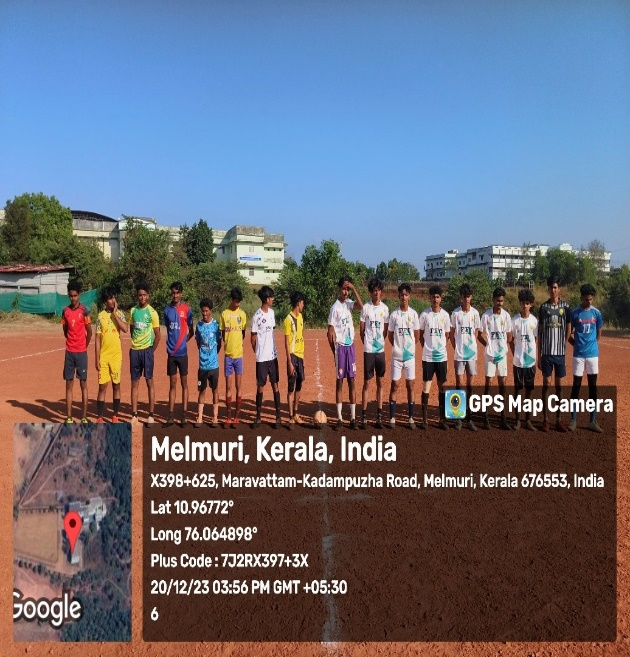 GPS Map Camera
Melmuri, Kerala, India
X398+625, Maravattam-Kadampuzha Road, Melmuri, Kerala 676553, India
Lat 10.96772°
Long 76.064898°
Plus Code : 7J2RX397+3X
20/12/23 03:56 PM GMT +05:30
6
Google